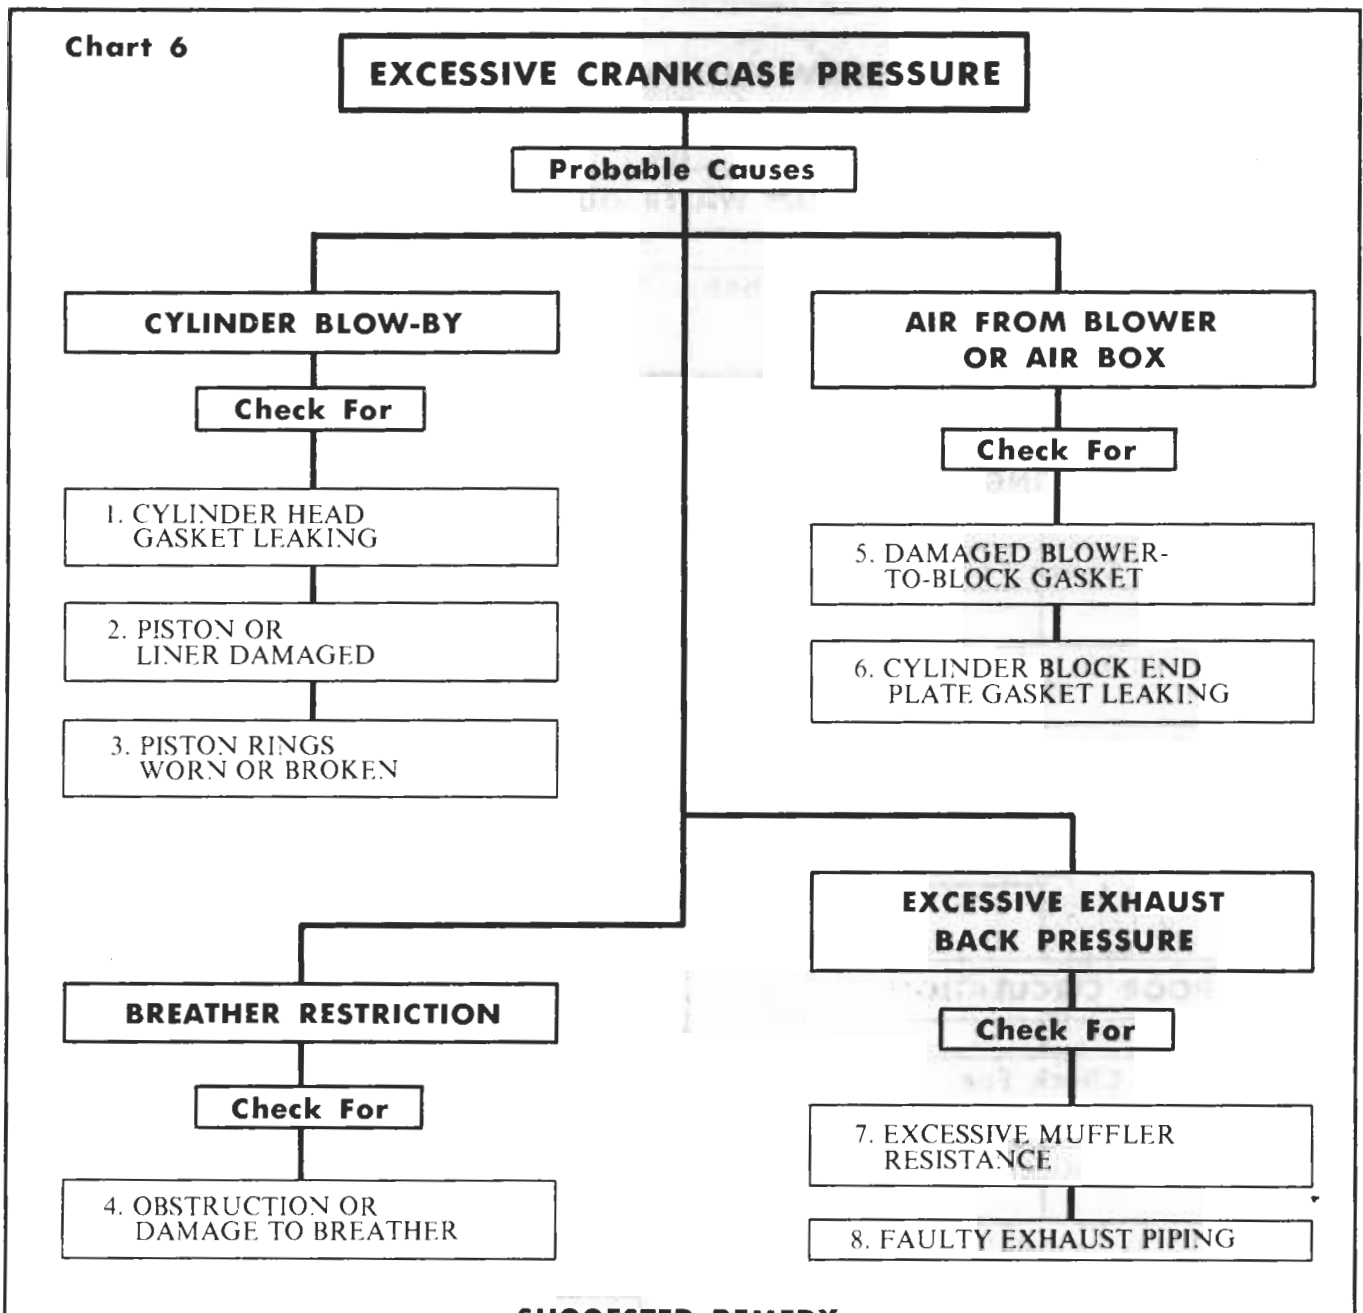 Chart 6
EXCESSIVE CRANKCASE PRESSURE
Probable Causes
CYLINDER BLOW-BY
Check For
1. CYLINDER HEAD
GASKET LEAKING
2. PISTON OR
LINER DAMAGED
3. PISTON RINGS
WORN OR BROKEN
AIR FROM BLOWER
OR AIR BOX
Check For
5. DAMAGED BLOWER-
TO-BLOCK GASKET
6. CYLINDER BLOCK END
PLATE GASKET LEAKING
BREATHER RESTRICTION
Check For
4. OBSTRUCTION OR
DAMAGE TO BREATHER
EXCESSIVE EXHAUST
BACK PRESSURE
Check For
7. EXCESSIVE MUFFLER
RESISTANCE
8. FAULTY EXHAUST PIPING
SUGGESTED REMEDY